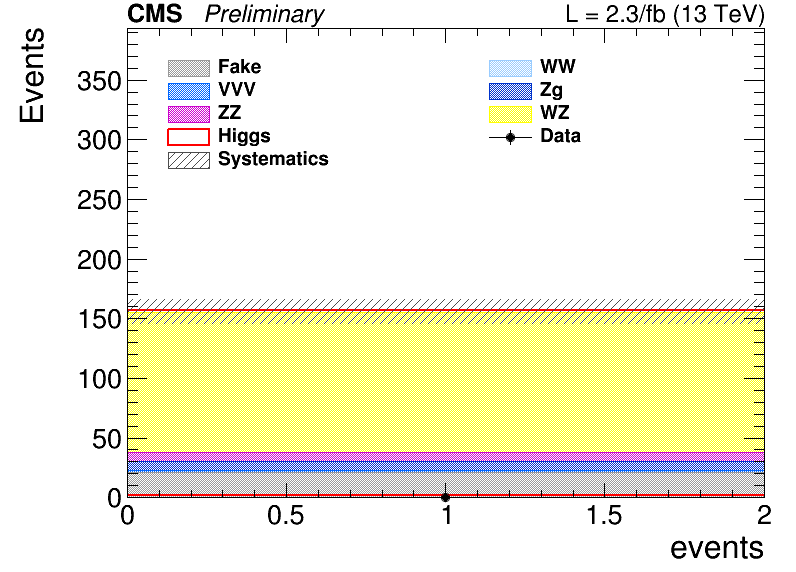 CMS Preliminary L = 2.3/fb (13 TeV)
Events
Fake WW
VVV Zg
ZZ WZ
Higgs Data
Systematics
350
300
250
200
150
100
50
0
0 0.5 1 1.5 2
events